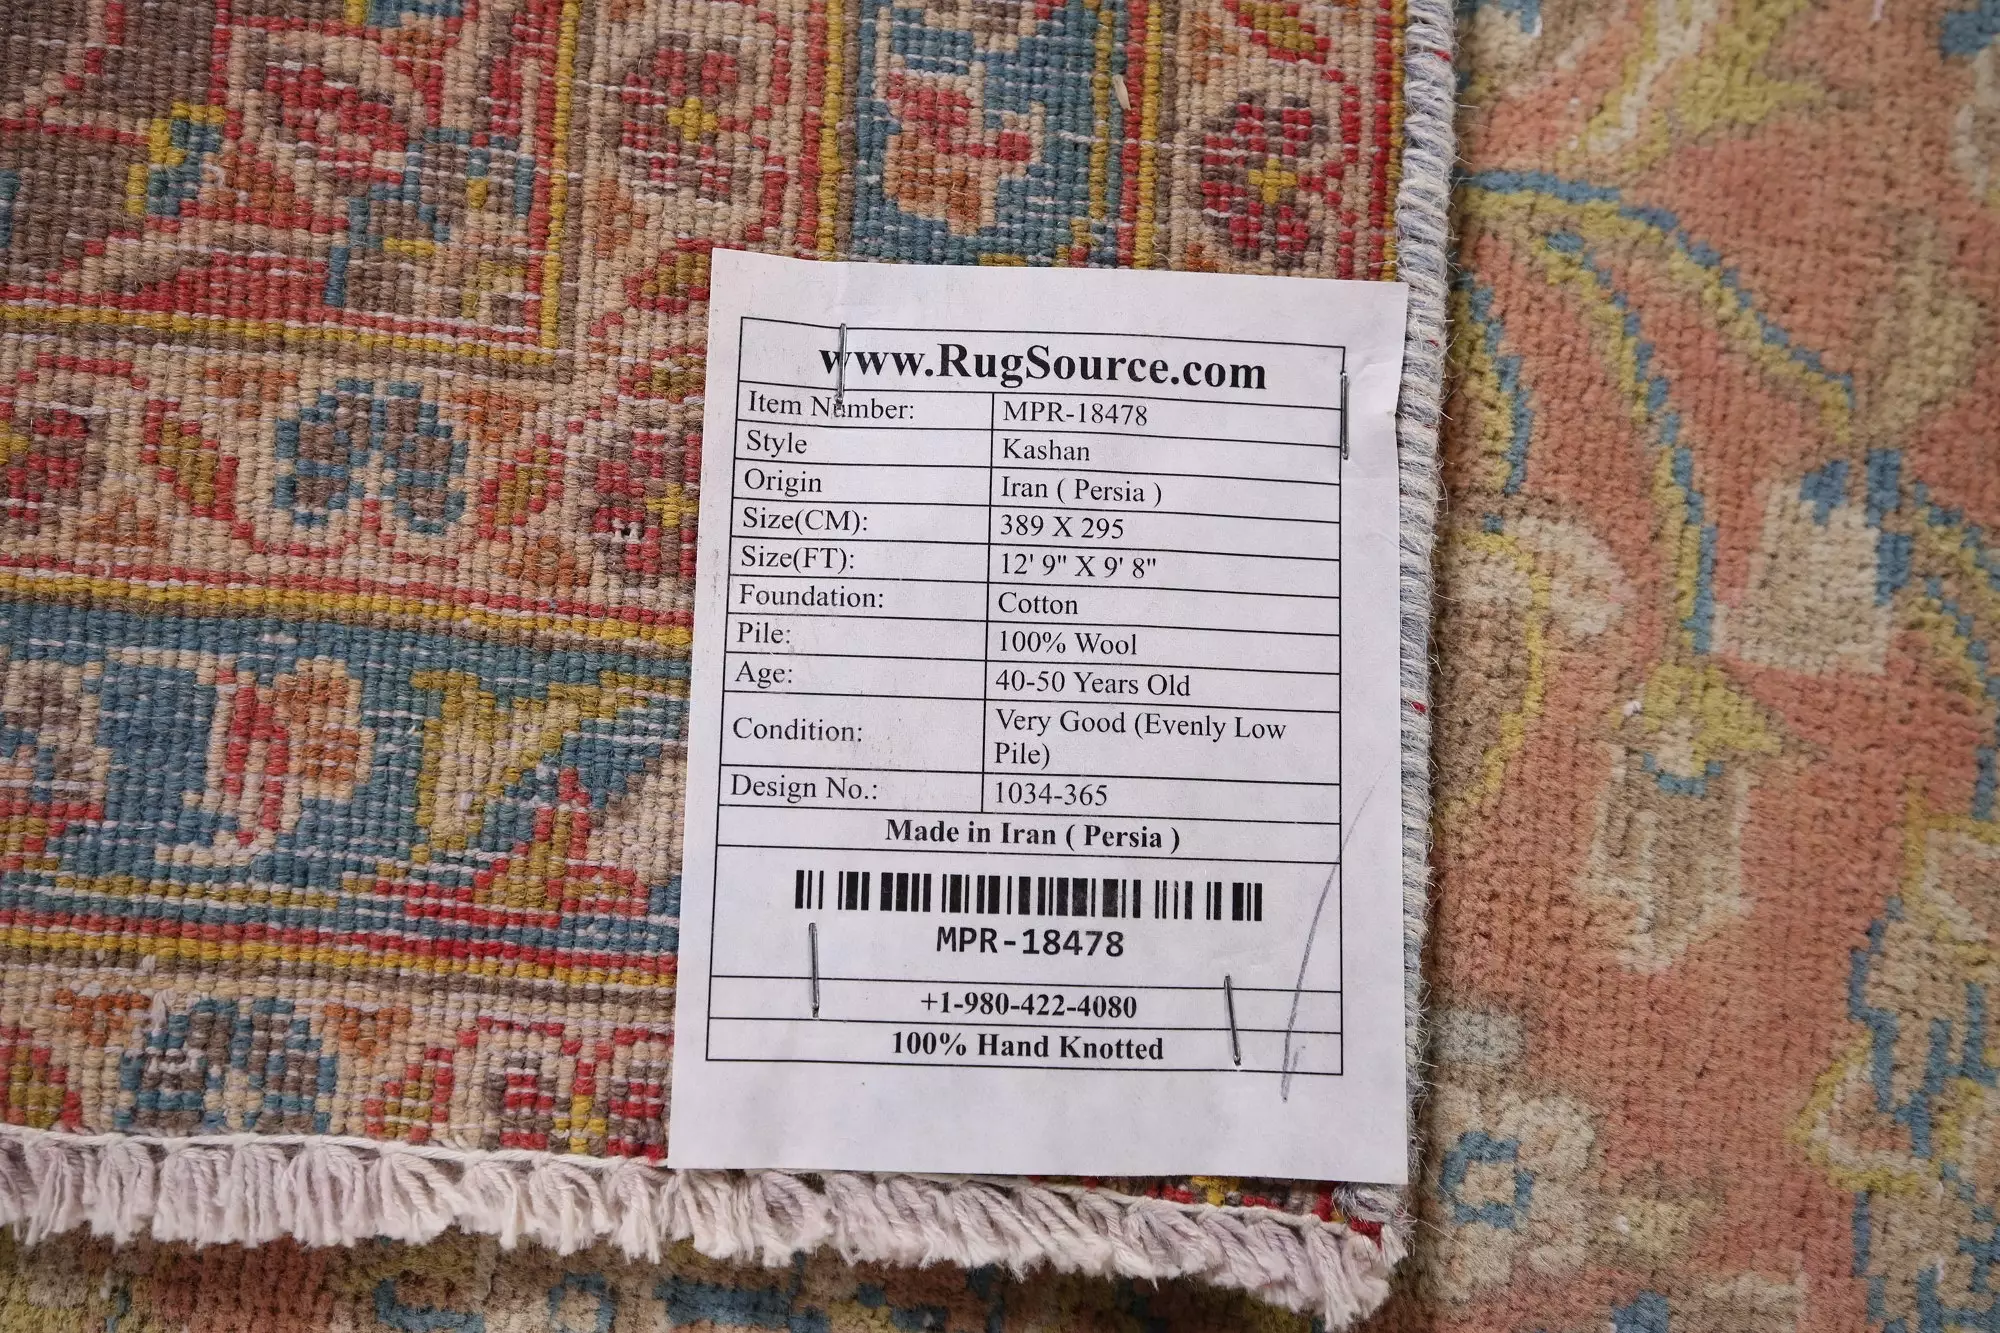 www.RugSource.com
Item Number: MPR-18478
Style Kashan
Origin Iran ( Persia )
Size(CM): 389 X 295
Size(FT): 12' 9" X 9' 8"
Foundation: Cotton
Pile: 100% Wool
Age: 40-50 Years Old
Condition: Very Good (Evenly Low
Pile)
Design No.: 1034-365
Made in Iran ( Persia )
MPR-18478
+1-980-422-4080
100% Hand Knotted